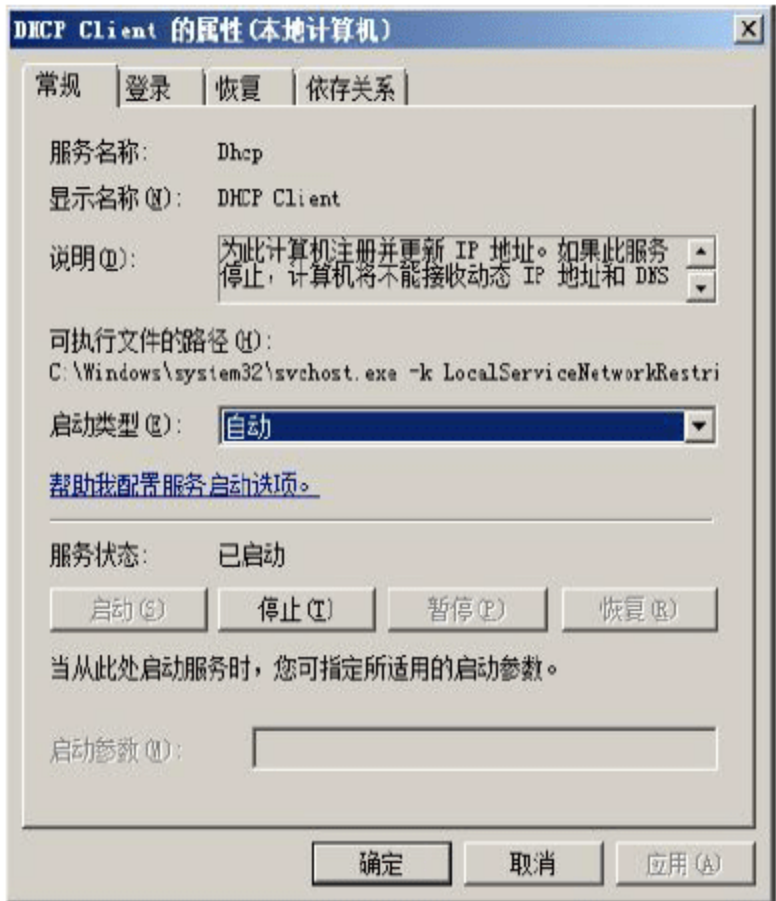 DHCP Client 的属性(本地计算机)
常规 登录 恢复 依存关系
服务名称: Dhcp
显示名称(N): DHCP Client
说明(D): 为此计算机注册并更新 IP 地址。如果此服务
停止,计算机将不能接收动态 IP 地址和 DNS
可执行文件的路径(H):
C:\Windows\system32\svchost.exe -k LocalServiceNetworkRestri
启动类型(E): 自动
帮助我配置服务启动选项。
服务状态: 已启动
启动(S) 停止(T) 暂停(P) 恢复(R)
当从此处启动服务时,您可指定所适用的启动参数。
启动参数(M):
确定 取消 应用(A)